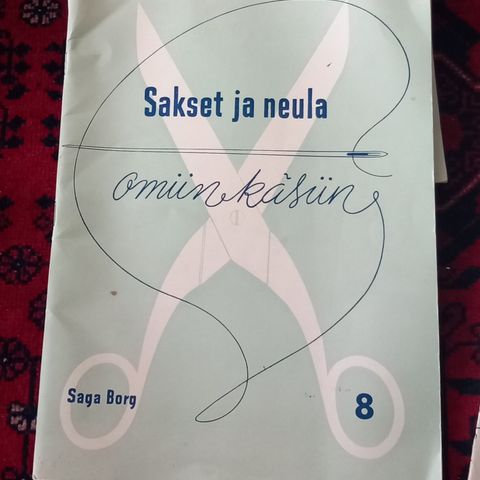 Sakset ja neula
omiin käsiin
Saga Borg
8